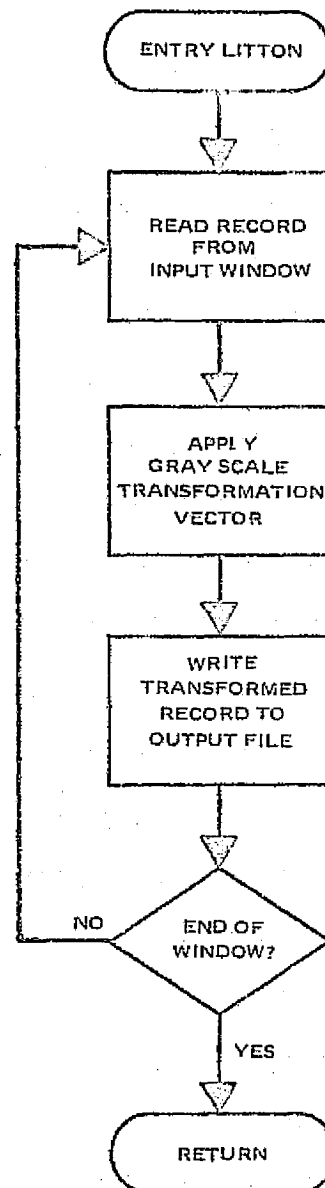 ENTRY LITTON
READ RECORD
FROM
INPUT WINDOW
APPLY
GRAY SCALE
TRANSFORMATION
VECTOR
WRITE
TRANSFORMED
RECORD TO
OUTPUT FILE
END OF
WINDOW?
NO
YES
RETURN